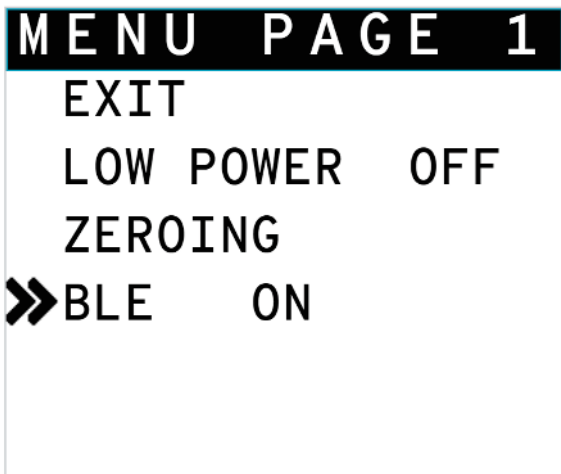 MENU PAGE 1
EXIT
LOW POWER OFF
ZEROING
BLE ON